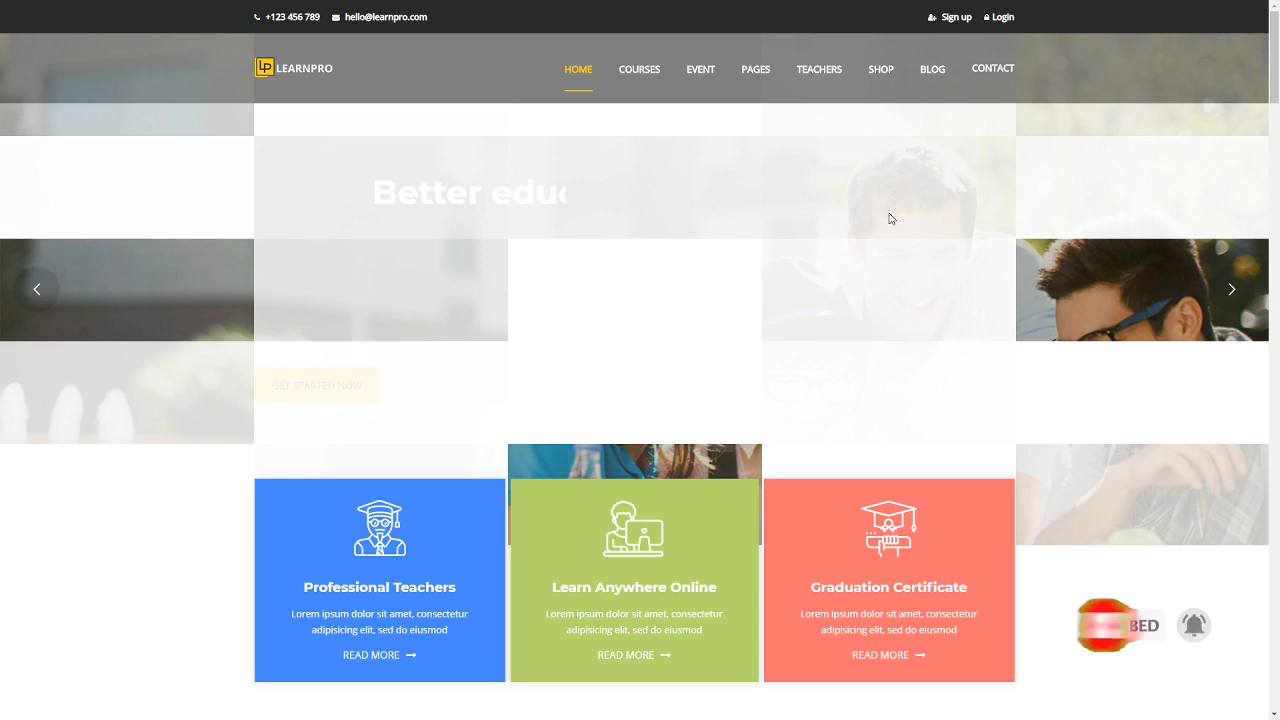 +123 456 789 hello@learnpro.com Sign up Login
LP LEARNPRO HOME COURSES EVENT PAGES TEACHERS SHOP BLOG CONTACT
Better educ
GET STARTED NOW
Professional Teachers
Lorem ipsum dolor sit amet, consectetur
adipisicing elit, sed do eiusmod
READ MORE
Learn Anywhere Online
Lorem ipsum dolor sit amet, consectetur
adipisicing elit, sed do eiusmod
READ MORE
Graduation Certificate
Lorem ipsum dolor sit amet, consectetur
adipisicing elit, sed do eiusmod
READ MORE
BED